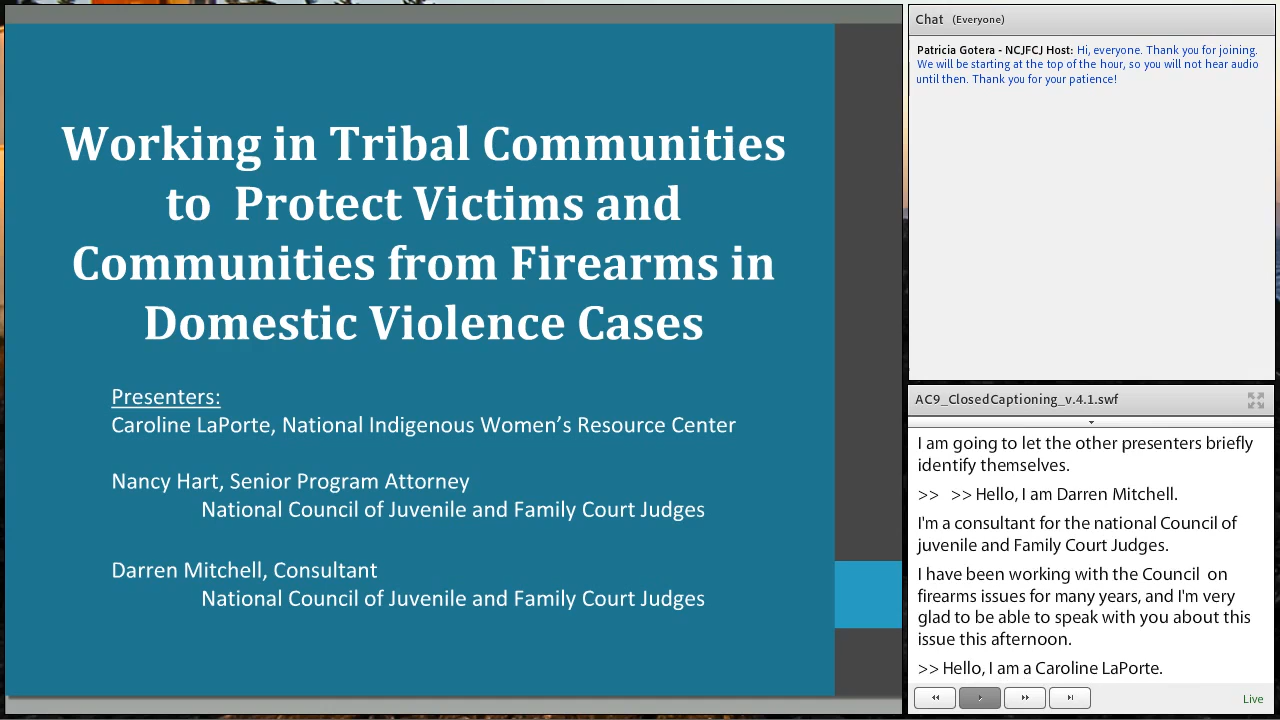 Working in Tribal Communities
to  Protect Victims and
Communities from Firearms in
Domestic Violence Cases
Presenters:
Caroline LaPorte, National Indigenous Women’s Resource Center
Nancy Hart, Senior Program Attorney
National Council of Juvenile and Family Court Judges
Darren Mitchell, Consultant
National Council of Juvenile and Family Court Judges
Chat (Everyone)
Patricia Gotera - NCJFCJ Host: Hi, everyone. Thank you for joining.
We will be starting at the top of the hour, so you will not hear audio
until then. Thank you for your patience!
AC9_ClosedCaptioning_v.4.1.swf
I am going to let the other presenters briefly
identify themselves.
>>   >> Hello, I am Darren Mitchell.
I'm a consultant for the national Council of
juvenile and Family Court Judges.
I have been working with the Council  on
firearms issues for many years, and I'm very
glad to be able to speak with you about this
issue this afternoon.
>> Hello, I am a Caroline LaPorte.
Live